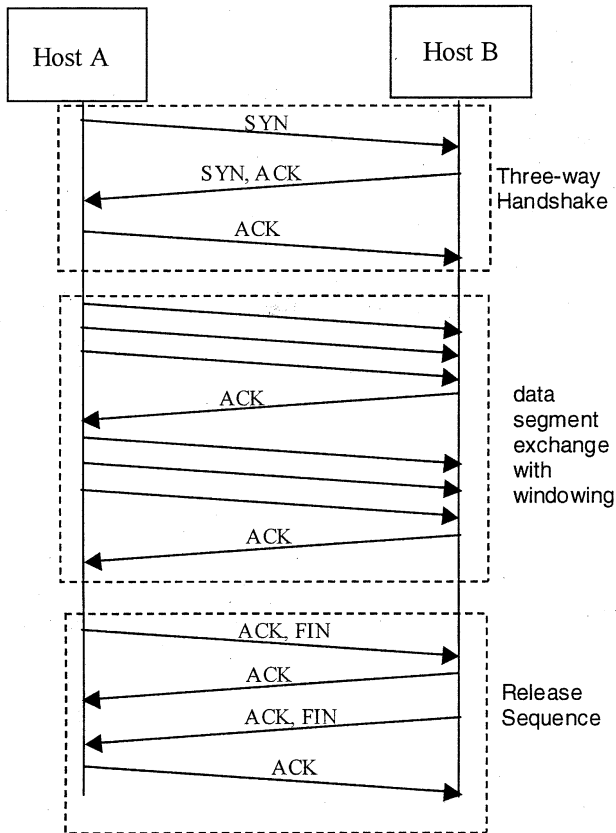 Host A
Host B
SYN
SYN, ACK
ACK
Three-way
Handshake
ACK
ACK
data
segment
exchange
with
windowing
ACK, FIN
ACK
ACK, FIN
ACK
Release
Sequence